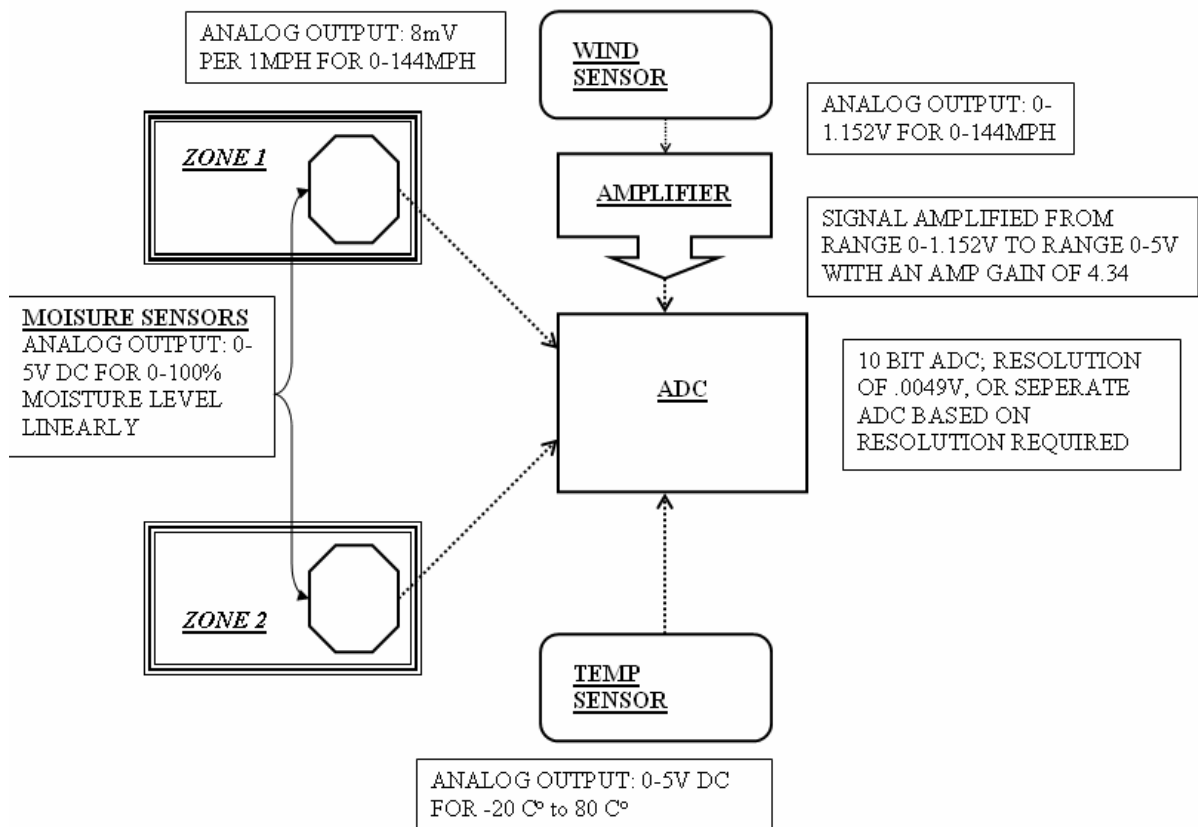 ANALOG OUTPUT: 8mV
PER 1MPH FOR 0-144MPH
WIND
SENSOR
ANALOG OUTPUT: 0-
1.152V FOR 0-144MPH
ZONE 1
AMPLIFIER
SIGNAL AMPLIFIED FROM
RANGE 0-1.152V TO RANGE 0-5V
WITH AN AMP GAIN OF 4.34
MOISURE SENSORS
ANALOG OUTPUT: 0-
5V DC FOR 0-100%
MOISTURE LEVEL
LINEARLY
ADC
10 BIT ADC; RESOLUTION
OF .0049V, OR SEPERATE
ADC BASED ON
RESOLUTION REQUIRED
ZONE 2
TEMP
SENSOR
ANALOG OUTPUT: 0-5V DC
FOR -20 Cº to 80 Cº